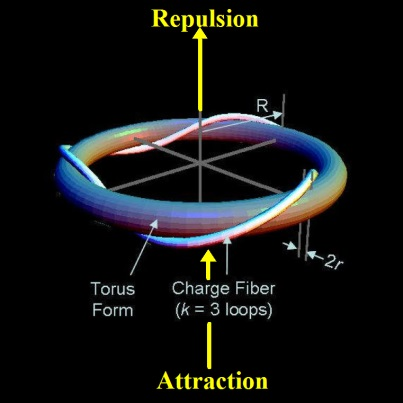 Repulsion
R
2r
Torus
Form
Charge Fiber
(k = 3 loops)
Attraction